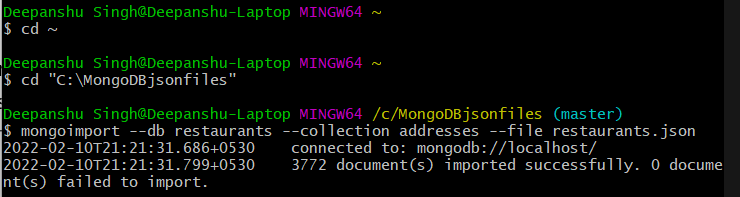 Deepanshu Singh@Deepanshu-Laptop MINGW64 ~
$ cd ~
Deepanshu Singh@Deepanshu-Laptop MINGW64 ~
$ cd "C:\MongoDBjsonfiles"
Deepanshu Singh@Deepanshu-Laptop MINGW64 /c/MongoDBjsonfiles (master)
$ mongoimport --db restaurants --collection addresses --file restaurants.json
2022-02-10T21:21:31.686+0530    connected to: mongodb://localhost/
2022-02-10T21:21:31.799+0530    3772 document(s) imported successfully. 0 docume
nt(s) failed to import.